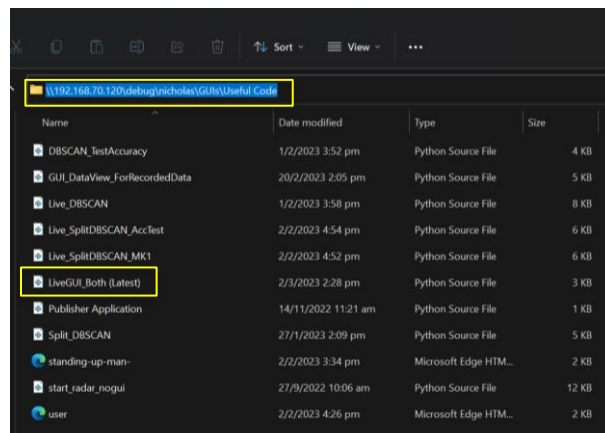 Sort View
\\192.168.70.120\debug\nicholas\GUIs\Useful Code
Name Date modified Type Size
DBSCAN_TestAccuracy 1/2/2023 3:52 pm Python Source File 4 KB
GUI_DataView_ForRecordedData 20/2/2023 2:05 pm Python Source File 5 KB
Live_DBSCAN 1/2/2023 3:58 pm Python Source File 8 KB
Live_SplitDBSCAN_AccTest 2/2/2023 4:54 pm Python Source File 6 KB
Live_SplitDBSCAN_MK1 2/2/2023 4:52 pm Python Source File 6 KB
LiveGUI_Both (Latest) 2/3/2023 2:28 pm Python Source File 3 KB
Publisher Application 14/11/2022 11:21 am Python Source File 1 KB
Split_DBSCAN 27/1/2023 2:09 pm Python Source File 5 KB
standing-up-man- 2/2/2023 3:34 pm Microsoft Edge HTM... 2 KB
start_radar_nogui 27/9/2022 10:06 am Python Source File 12 KB
user 2/2/2023 4:26 pm Microsoft Edge HTM... 2 KB